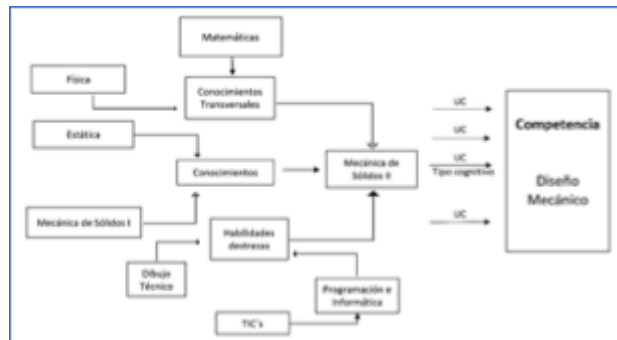 Matemáticas
Física
Conocimientos
Transversales
Estática
Conocimientos
Mecánica de
Sólidos II
Mecánica de Sólidos I
Habilidades
destrezas
Dibujo
Técnico
Programación e
Informática
TIC´s
UC
UC
UC
Tipo cognitivo
UC
Competencia
Diseño
Mecánico